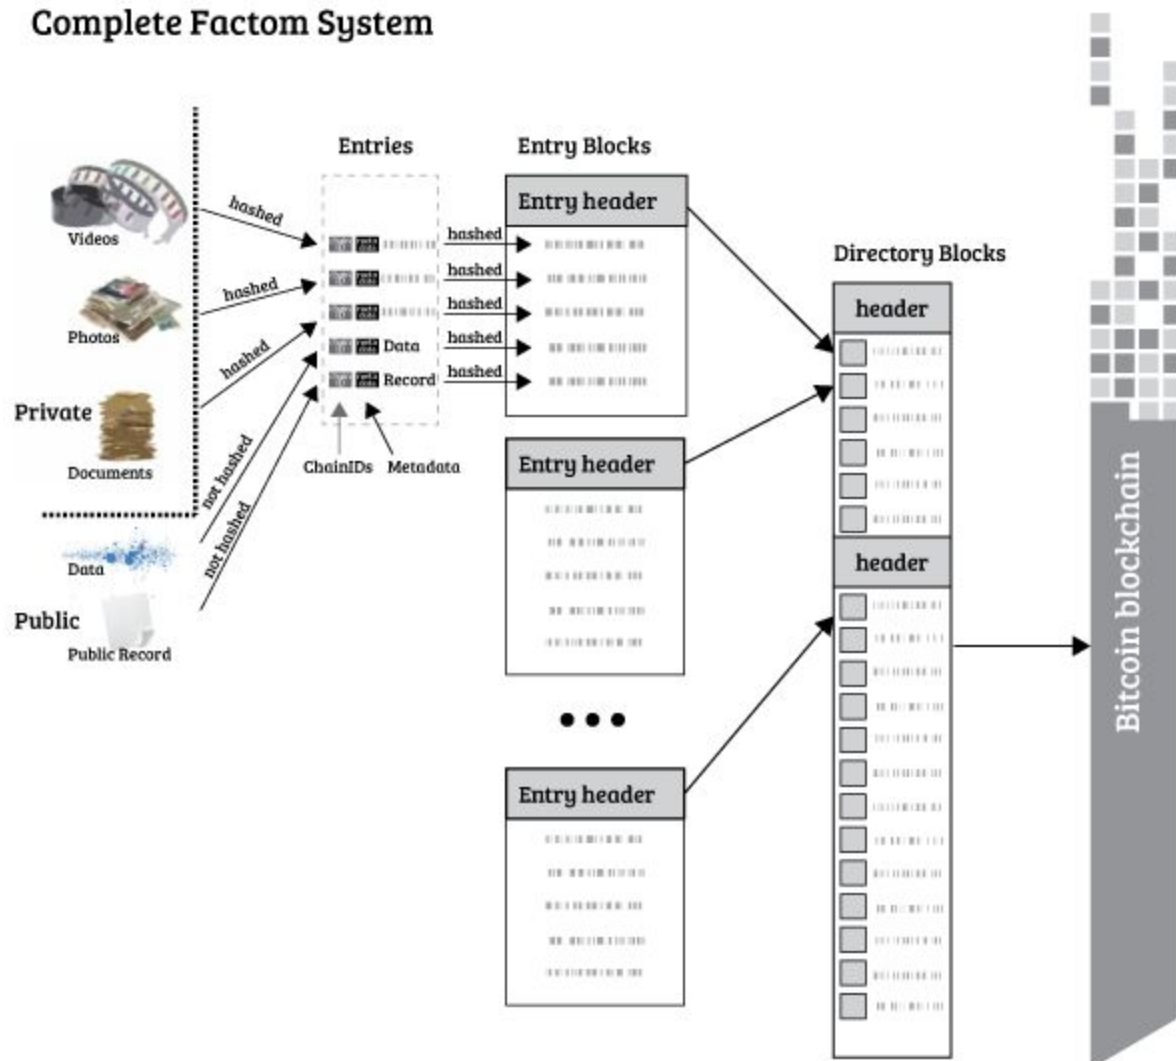 Complete Factom System
Entries
Entry Blocks
Entry header
Videos
hashed
hashed
Photos
hashed
hashed
hashed
hashed
hashed
Data
hashed
Record
hashed
Private
Documents
ChainIDs
Metadata
not hashed
not hashed
Data
Public
Public Record
Entry header
Entry header
Directory Blocks
header
header
Bitcoin blockchain